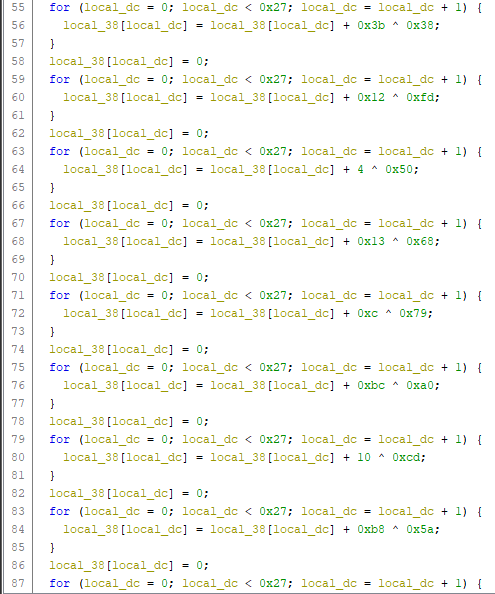 55 for (local_dc = 0; local_dc < 0x27; local_dc = local_dc + 1) {
56 local_38[local_dc] = local_38[local_dc] + 0x3b ^ 0x38;
57 }
58 local_38[local_dc] = 0;
59 for (local_dc = 0; local_dc < 0x27; local_dc = local_dc + 1) {
60 local_38[local_dc] = local_38[local_dc] + 0x12 ^ 0xfd;
61 }
62 local_38[local_dc] = 0;
63 for (local_dc = 0; local_dc < 0x27; local_dc = local_dc + 1) {
64 local_38[local_dc] = local_38[local_dc] + 4 ^ 0x50;
65 }
66 local_38[local_dc] = 0;
67 for (local_dc = 0; local_dc < 0x27; local_dc = local_dc + 1) {
68 local_38[local_dc] = local_38[local_dc] + 0x13 ^ 0x68;
69 }
70 local_38[local_dc] = 0;
71 for (local_dc = 0; local_dc < 0x27; local_dc = local_dc + 1) {
72 local_38[local_dc] = local_38[local_dc] + 0xc ^ 0x79;
73 }
74 local_38[local_dc] = 0;
75 for (local_dc = 0; local_dc < 0x27; local_dc = local_dc + 1) {
76 local_38[local_dc] = local_38[local_dc] + 0xbc ^ 0xa0;
77 }
78 local_38[local_dc] = 0;
79 for (local_dc = 0; local_dc < 0x27; local_dc = local_dc + 1) {
80 local_38[local_dc] = local_38[local_dc] + 10 ^ 0xcd;
81 }
82 local_38[local_dc] = 0;
83 for (local_dc = 0; local_dc < 0x27; local_dc = local_dc + 1) {
84 local_38[local_dc] = local_38[local_dc] + 0xb8 ^ 0x5a;
85 }
86 local_38[local_dc] = 0;
87 for (local_dc = 0; local_dc < 0x27; local_dc = local_dc + 1) {